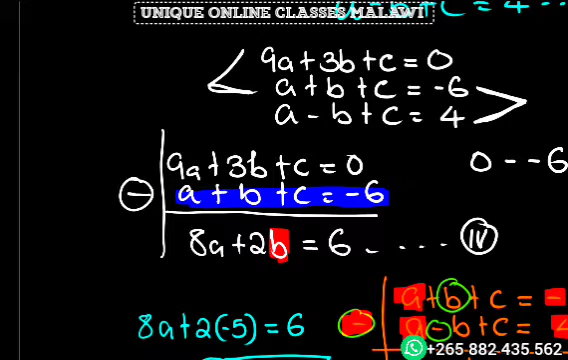 UNIQUE ONLINE CLASSES MALAWI
9a+3b+c=0
a+b+c=-6
a-b+c=4
9a+3b+c=0
0--6
a+b+c=-6
8a+2b=6 ..... IV
a+b+c=-
8a+2(-5)=6
a-b+c=4
+265-882-435-562